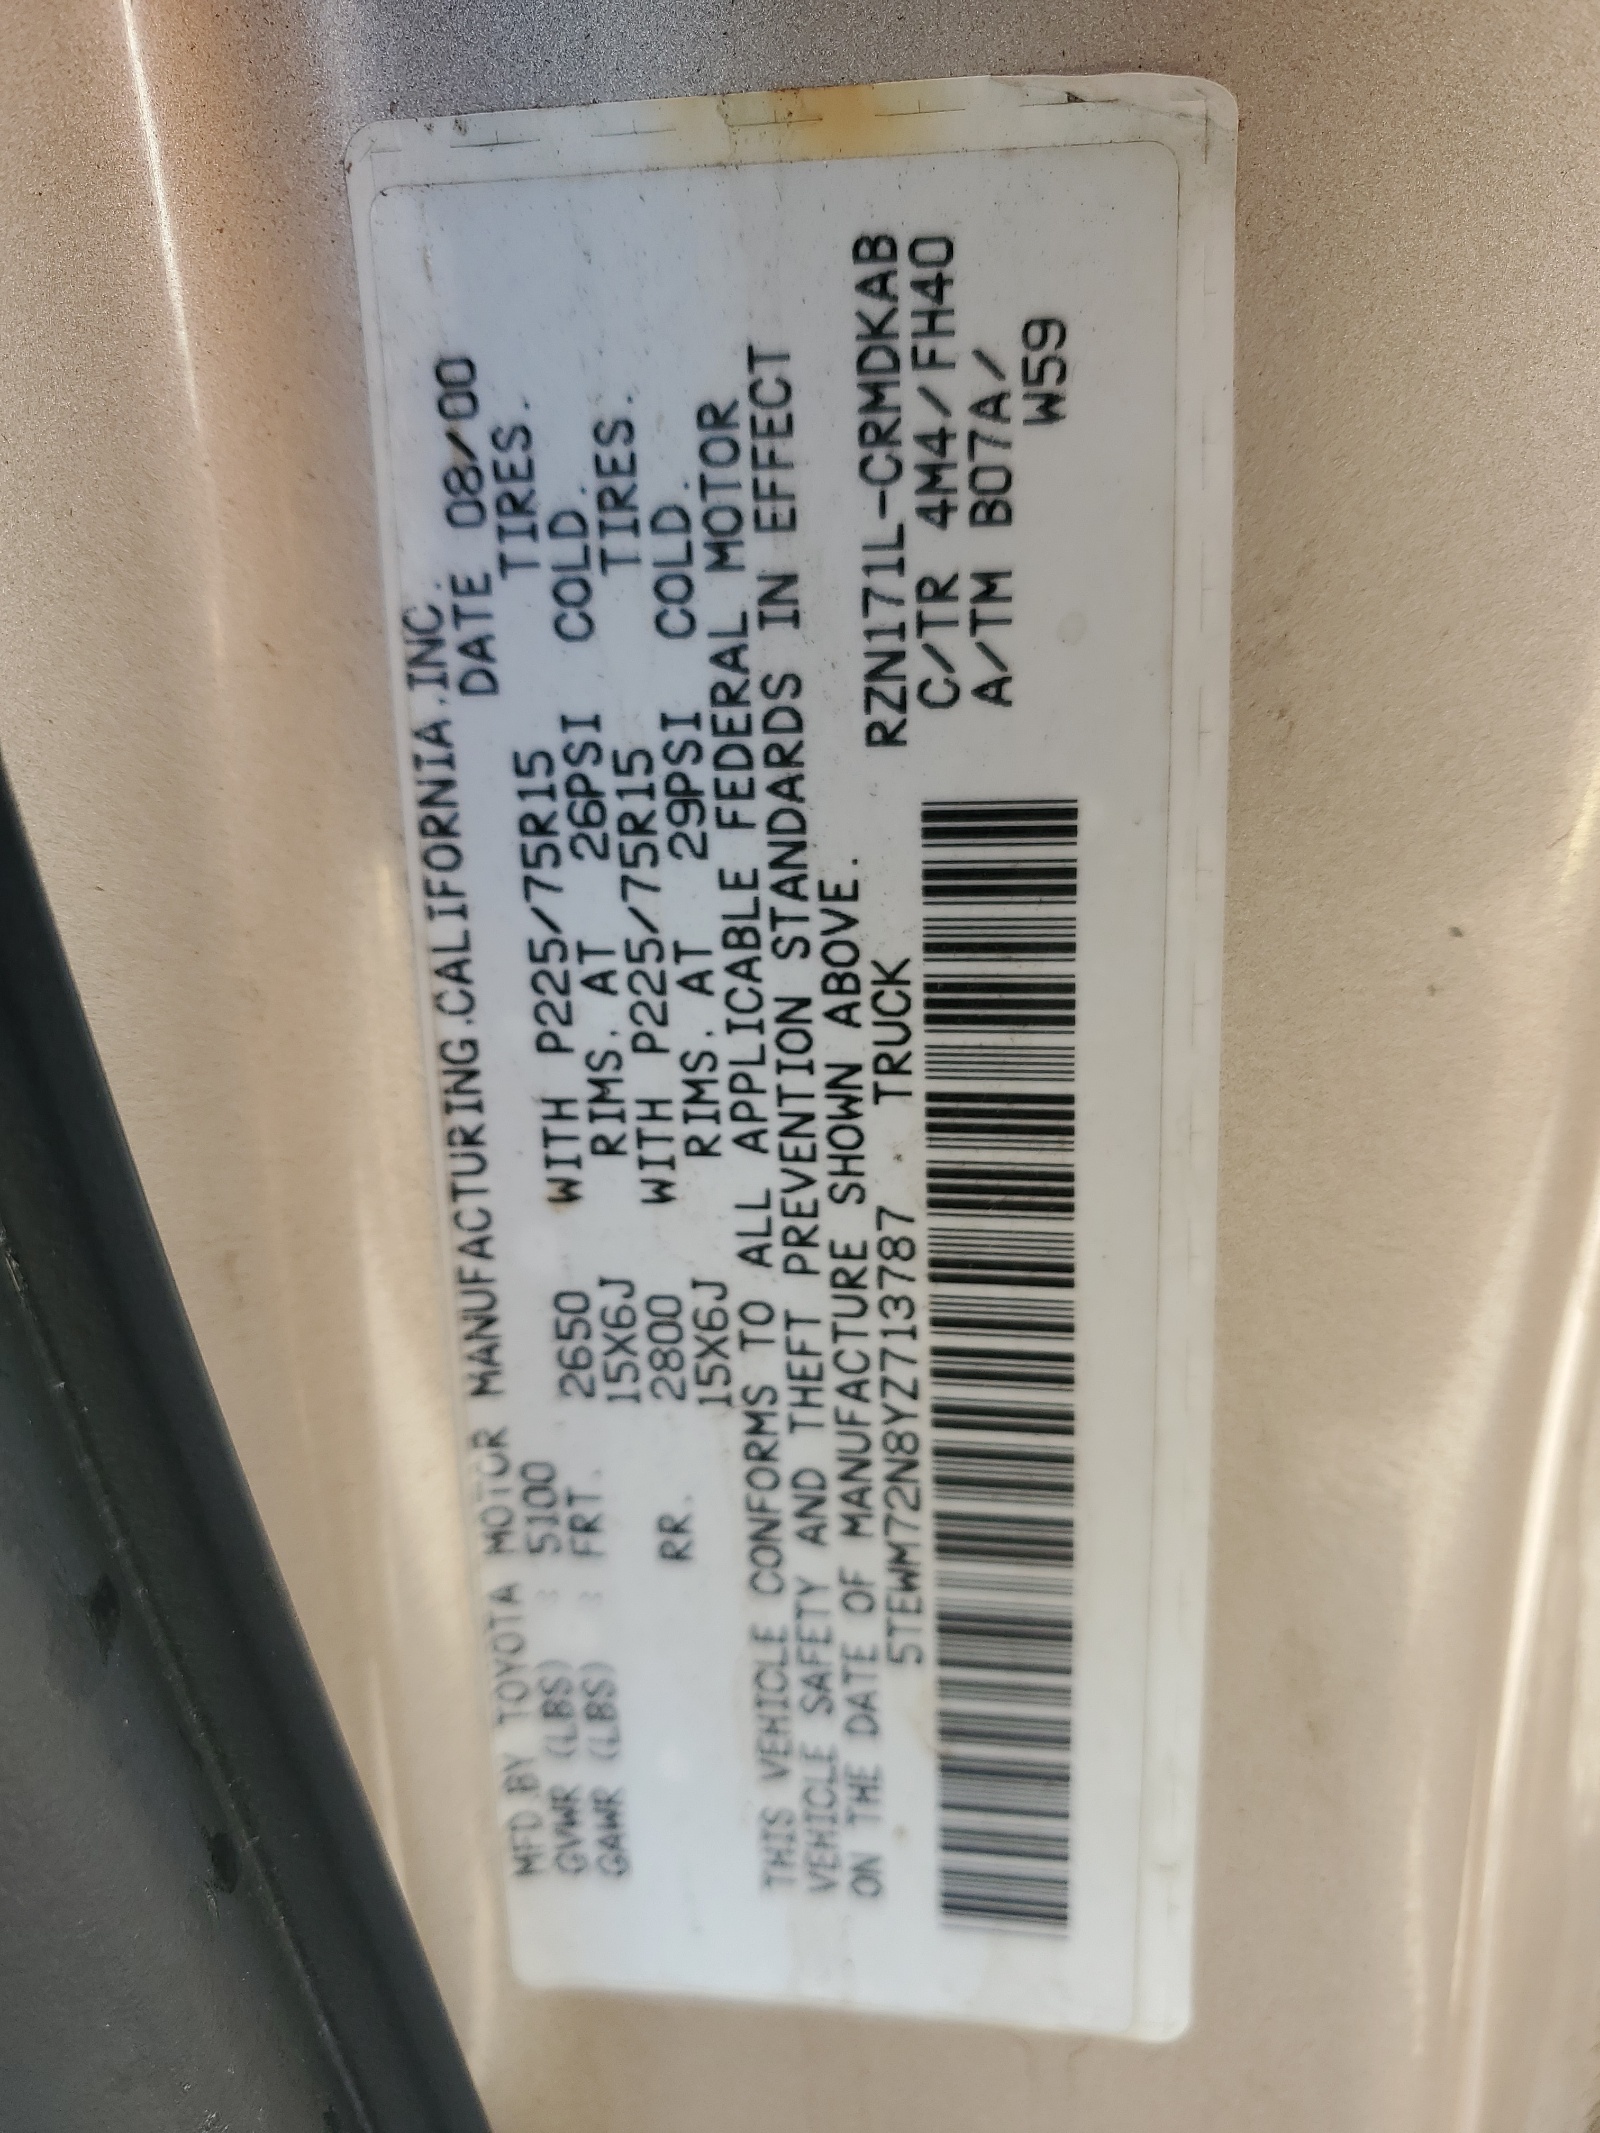 MFD.BY TOYOTA MOTOR MANUFACTURING.CALIFORNIA.INC.
GVWR (LBS) : 5100 DATE 08/00
GAWR (LBS) : FRT. 2650 WITH P225/75R15 TIRES.
15X6J RIMS. AT 26PSI COLD.
RR. 2800 WITH P225/75R15 TIRES.
15X6J RIMS. AT 29PSI COLD.
THIS VEHICLE CONFORMS TO ALL APPLICABLE FEDERAL MOTOR
VEHICLE SAFETY AND THEFT PREVENTION STANDARDS IN EFFECT
ON THE DATE OF MANUFACTURE SHOWN ABOVE.
5TEWM72N8YZ713787 TRUCK RZN171L-CRMDKAB
C/TR 4M4/FH40
A/TM B07A/
W59